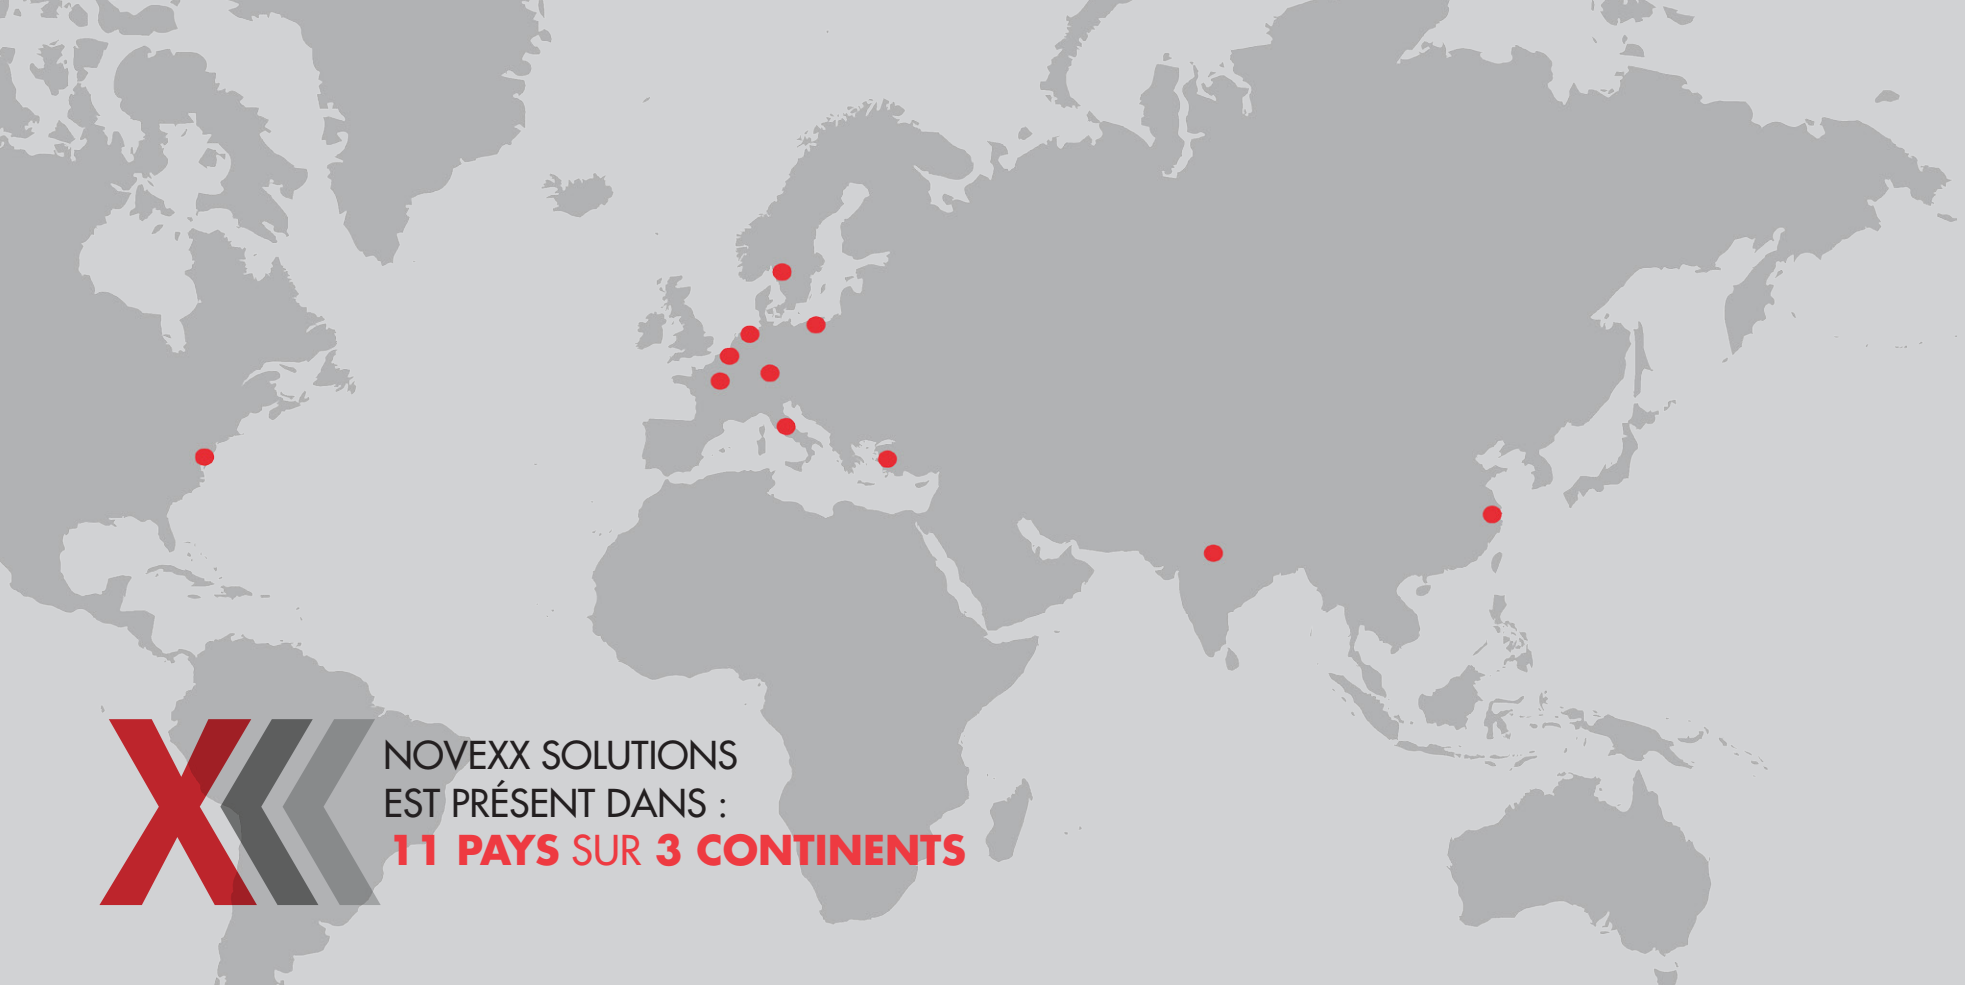 NOVEXX SOLUTIONS
EST PRÉSENT DANS :
11 PAYS SUR 3 CONTINENTS